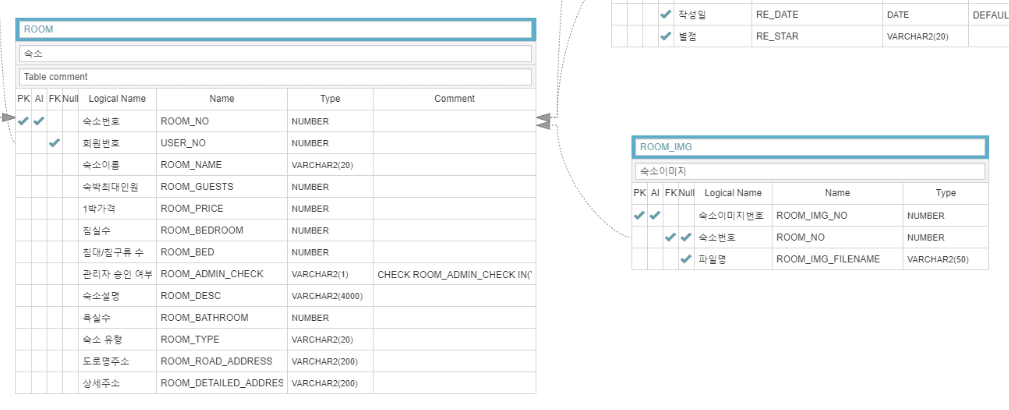 작성일 RE_DATE DATE DEFAUL
별점 RE_STAR VARCHAR2(20)
ROOM
숙소
Table comment
PK AI FK Null Logical Name Name Type Comment
숙소번호 ROOM_NO NUMBER
회원번호 USER_NO NUMBER
숙소이름 ROOM_NAME VARCHAR2(20)
숙박최대인원 ROOM_GUESTS NUMBER
1박가격 ROOM_PRICE NUMBER
침실수 ROOM_BEDROOM NUMBER
침대/침구류 수 ROOM_BED NUMBER
관리자 승인 여부 ROOM_ADMIN_CHECK VARCHAR2(1) CHECK ROOM_ADMIN_CHECK IN('
숙소설명 ROOM_DESC VARCHAR2(4000)
욕실수 ROOM_BATHROOM NUMBER
숙소 유형 ROOM_TYPE VARCHAR2(20)
도로명주소 ROOM_ROAD_ADDRESS VARCHAR2(200)
상세주소 ROOM_DETAILED_ADDRES VARCHAR2(200)
ROOM_IMG
숙소이미지
PK AI FK Null Logical Name Name Type
숙소이미지번호 ROOM_IMG_NO NUMBER
숙소번호 ROOM_NO NUMBER
파일명 ROOM_IMG_FILENAME VARCHAR2(50)